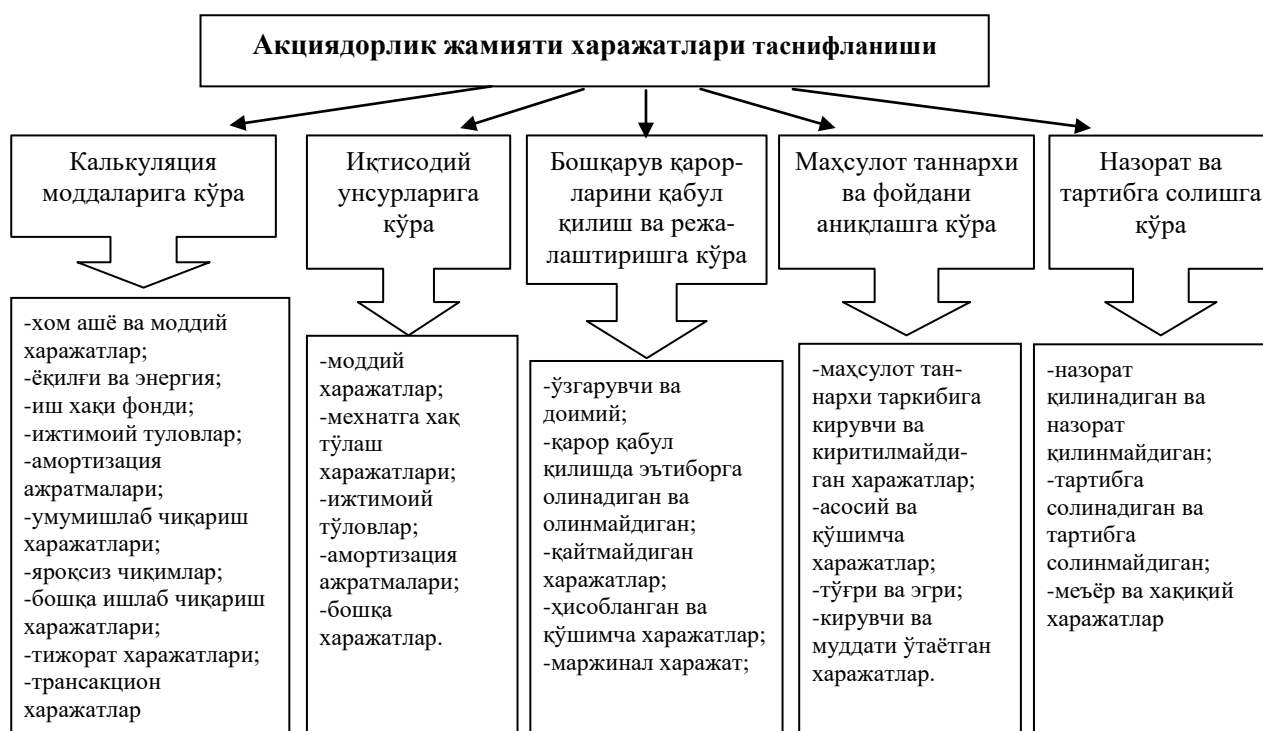 Акциядорлик жамияти харажатлари таснифланиши
Калькуляция
моддаларига кўра
Иқтисодий
унсурларига
кўра
Бошқарув қарор-
ларини қабул
қилиш ва режа-
лаштиришга кўра
Маҳсулот таннархи
ва фойдани
аниқлашга кўра
Назорат ва
тартибга солишга
кўра
-хом ашё ва моддий
харажатлар;
-ёқилғи ва энергия;
-иш хақи фонди;
-ижтимоий туловлар;
-амортизация
ажратмалари;
-умумишлаб чиқариш
харажатлари;
-яроқсиз чиқимлар;
-бошқа ишлаб чиқариш
харажатлари;
-тижорат харажатлари;
-трансакцион
харажатлар
-моддий
харажатлар;
-мехнатга хақ
тўлаш
харажатлари;
-ижтимоий
тўловлар;
-амортизация
ажратмалари;
-бошқа
харажатлар.
-ўзгарувчи ва
доимий;
-қарор қабул
қилишда эътиборга
олинадиган ва
олинмайдиган;
-қайтмайдиган
харажатлар;
-ҳисобланган ва
қўшимча харажатлар;
-маржинал харажат;
-маҳсулот тан-
нархи таркибига
кирувчи ва
киритилмайди-
ган харажатлар;
-асосий ва
қўшимча
харажатлар;
-тўғри ва эгри;
-кирувчи ва
муддати ўтаётган
харажатлар.
-назорат
қилинадиган ва
назорат
қилинмайдиган;
-тартибга
солинадиган ва
тартибга
солинмайдиган;
-меъёр ва хақиқий
харажатлар